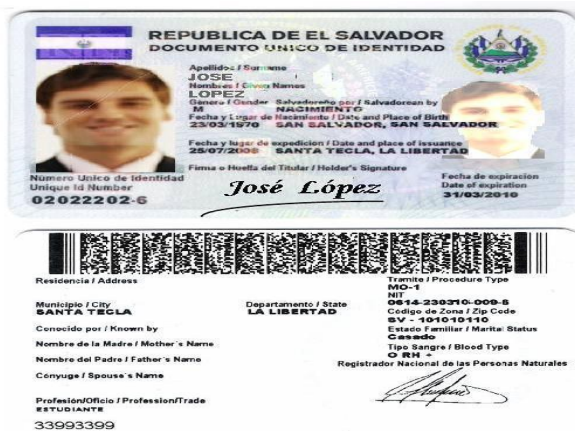 REPUBLICA DE EL SALVADOR
DOCUMENTO UNICO DE IDENTIDAD
Apellidos / Surname
JOSE
Nombres / Given Names
LOPEZ
Género / Gender Salvadoreño por / Salvadorean by
M NACIMIENTO
Fecha y Lugar de Nacimiento / Date and Place of Birth
23/03/1970 SAN SALVADOR, SAN SALVADOR
Fecha y lugar de expedición / Date and place of issuance
25/07/2005 SANTA TECLA, LA LIBERTAD
Firma o Huella del Titular / Holder's Signature
José López
Número Unico de Identidad
Unique Id Number
02022202-6
Fecha de expiración
Date of expiration
31/03/2010
Residencia / Address
Tramite / Procedure Type
MO-1
NIT
0614-230310-009-6
Municipio / City
SANTA TECLA
Departamento / State
LA LIBERTAD
Código de Zona / Zip Code
SV - 101010110
Conocido por / Known by
Estado Familiar / Marital Status
Casado
Nombre de la Madre / Mother's Name
Tipo Sangre / Blood Type
O RH +
Nombre del Padre / Father's Name
Registrador Nacional de las Personas Naturales
Conyuge / Spouse's Name
Profesión/Oficio / Profession/Trade
ESTUDIANTE
33993399